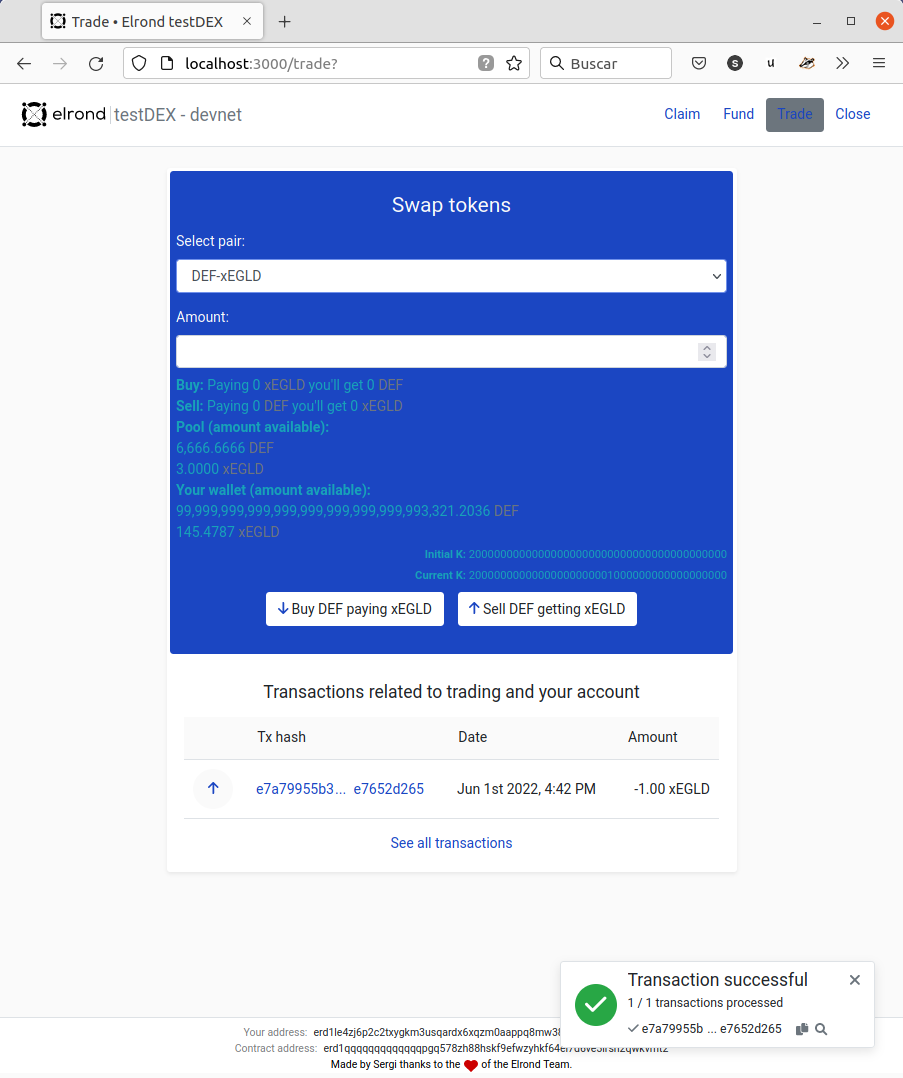 Trade • Elrond testDEX
localhost:3000/trade?
Buscar
elrond testDEX - devnet
Claim Fund Trade Close
Swap tokens
Select pair:
DEF-xEGLD
Amount:
Buy: Paying 0 xEGLD you'll get 0 DEF
Sell: Paying 0 DEF you'll get 0 xEGLD
Pool (amount available):
6,666.6666 DEF
3.0000 xEGLD
Your wallet (amount available):
99,999,999,999,999,999,999,999,999,993,321.2036 DEF
145.4787 xEGLD
Initial K:
Current K:
Buy DEF paying xEGLD Sell DEF getting xEGLD
Transactions related to trading and your account
Tx hash Date Amount
e7a79955b3... e7652d265 Jun 1st 2022, 4:42 PM -1.00 xEGLD
See all transactions
Transaction successful
1 / 1 transactions processed
e7a79955b ... e7652d265
Your address:
Contract address:
Made by Sergi thanks to the ❤ of the Elrond Team.